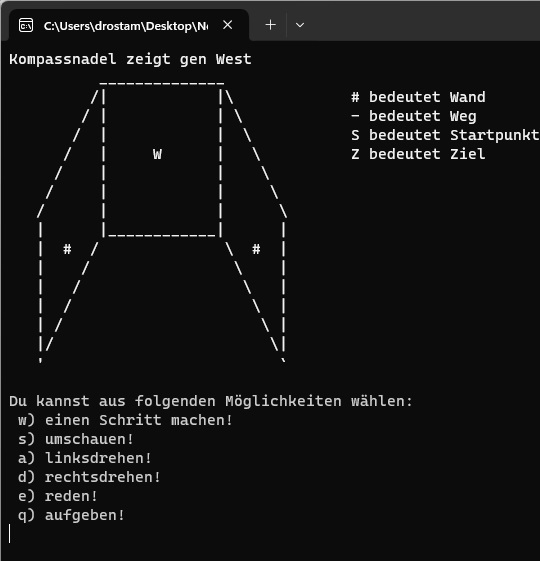 C:\Users\drostam\Desktop\Ne
Kompassnadel zeigt gen West
# bedeutet Wand
- bedeutet Weg
S bedeutet Startpunkt
Z bedeutet Ziel
W
# #
Du kannst aus folgenden Möglichkeiten wählen:
w) einen Schritt machen!
s) umschauen!
a) linksdrehen!
d) rechtsdrehen!
e) reden!
q) aufgeben!